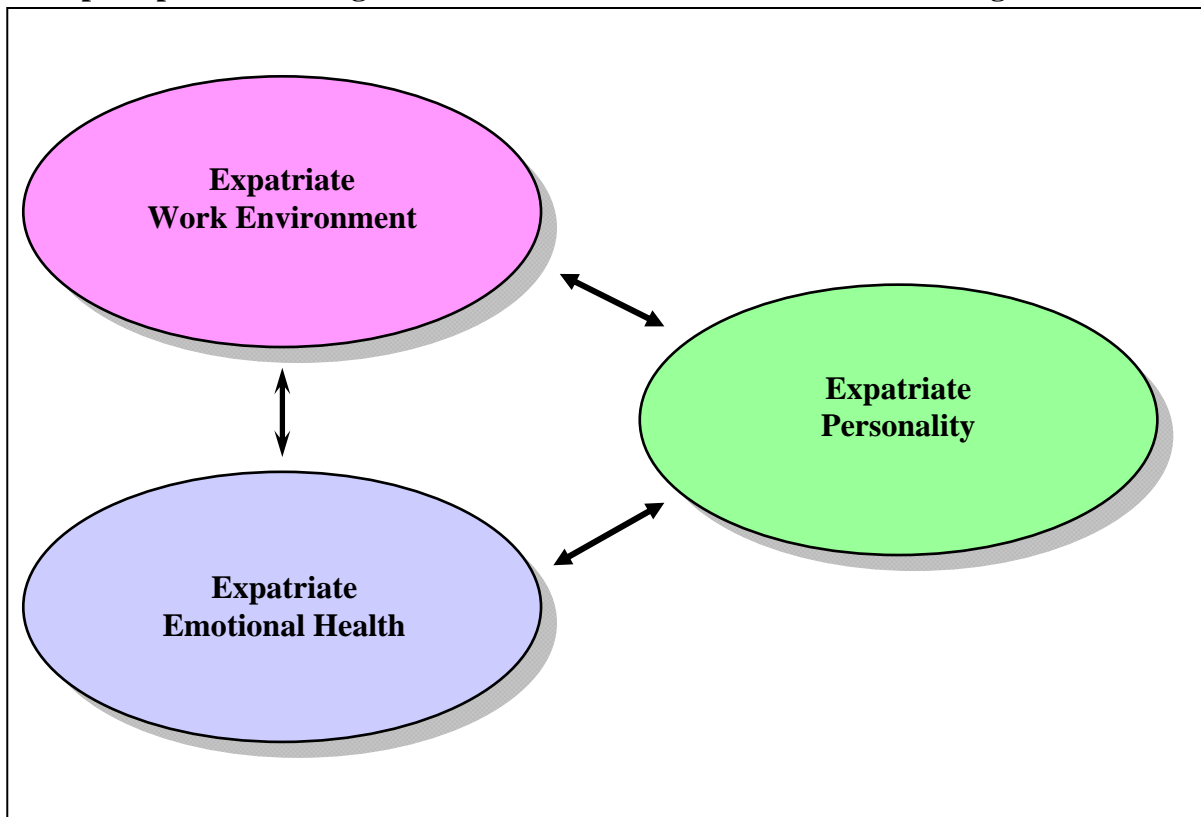 Expatriate
Work Environment
Expatriate
Personality
Expatriate
Emotional Health